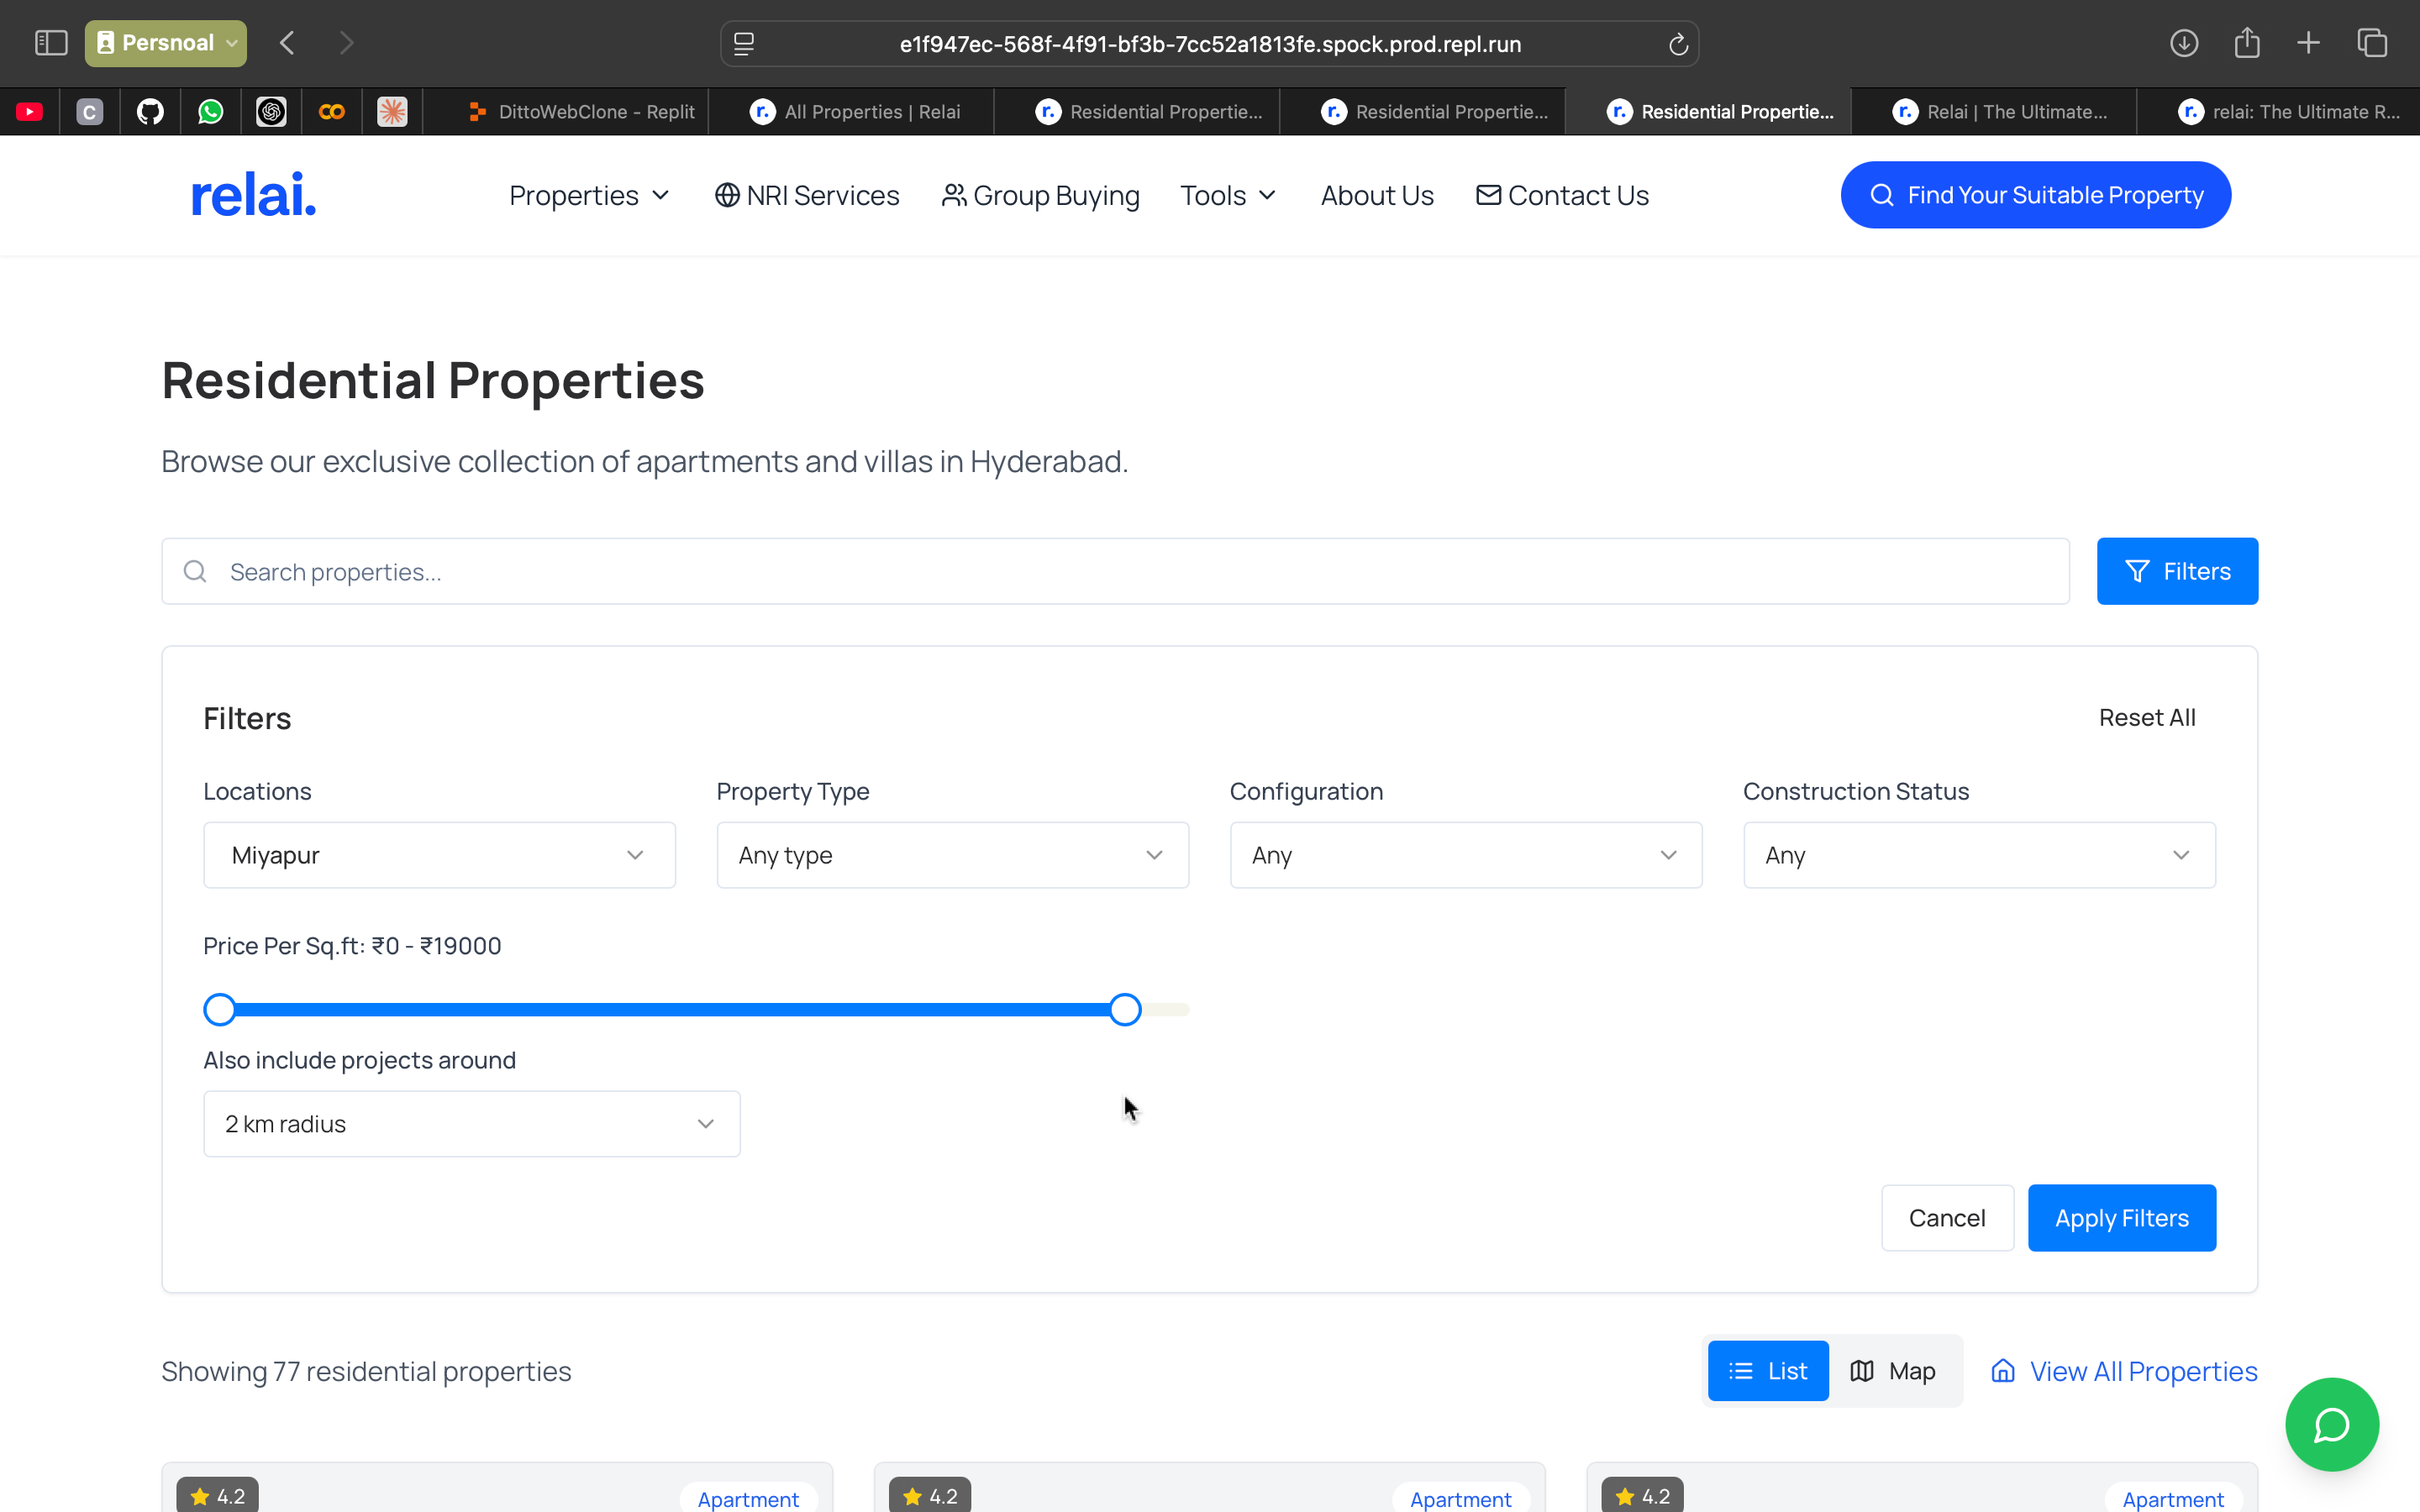 Persnoal
e1f947ec-568f-4f91-bf3b-7cc52a1813fe.spock.prod.repl.run
C
DittoWebClone - Replit
r. All Properties | Relai
r. Residential Propertie...
r. Residential Propertie...
r. Residential Propertie...
r. Relai | The Ultimate...
r. relai: The Ultimate R...
relai.
Properties
NRI Services
Group Buying
Tools
About Us
Contact Us
Find Your Suitable Property
Residential Properties
Browse our exclusive collection of apartments and villas in Hyderabad.
Search properties...
Filters
Filters
Reset All
Locations
Property Type
Configuration
Construction Status
Miyapur
Any type
Any
Any
Price Per Sq.ft: ₹0 - ₹19000
Also include projects around
2 km radius
Cancel
Apply Filters
Showing 77 residential properties
List
Map
View All Properties
4.2
Apartment
4.2
Apartment
4.2
Apartment